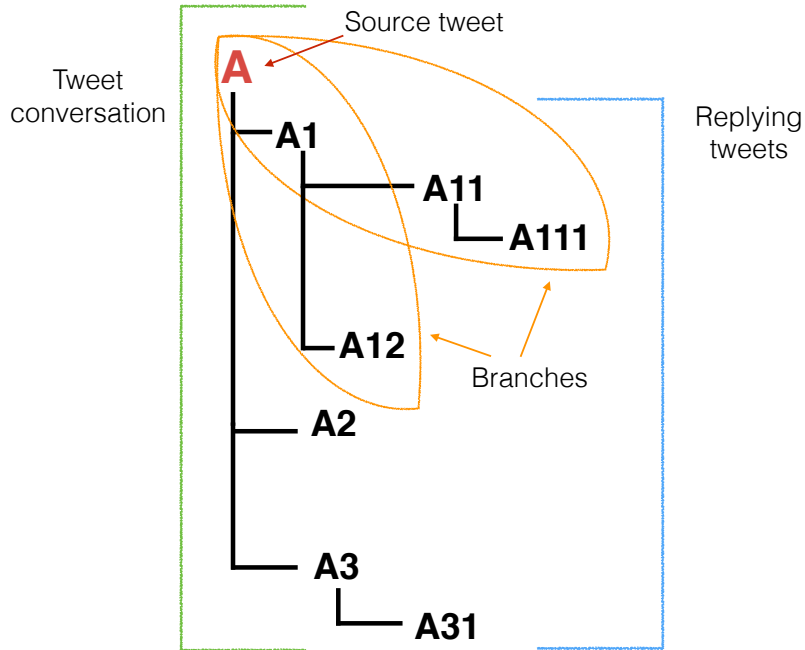 Source tweet
A
Tweet
conversation
Replying
tweets
A1
A11
A111
A12
Branches
A2
A3
A31